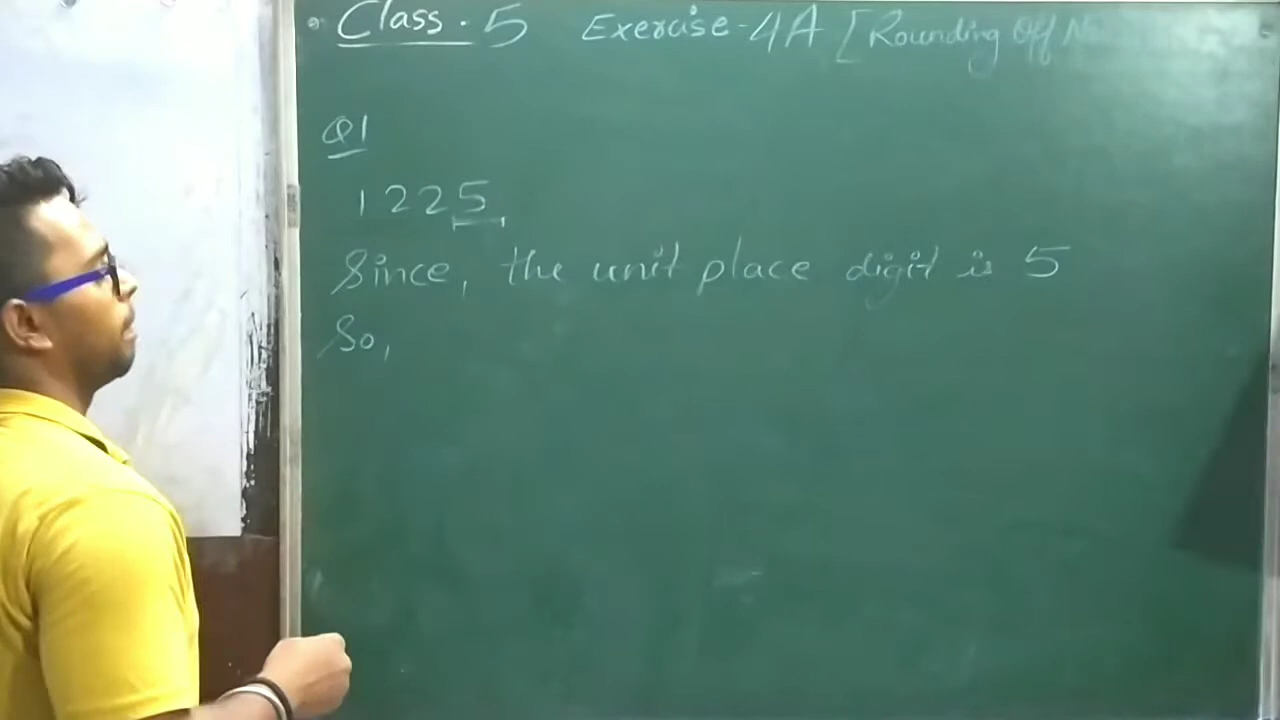 Class. 5 Exercise-4A [Rounding Off
Q1
1225
Since, the unit place digit is 5
So,